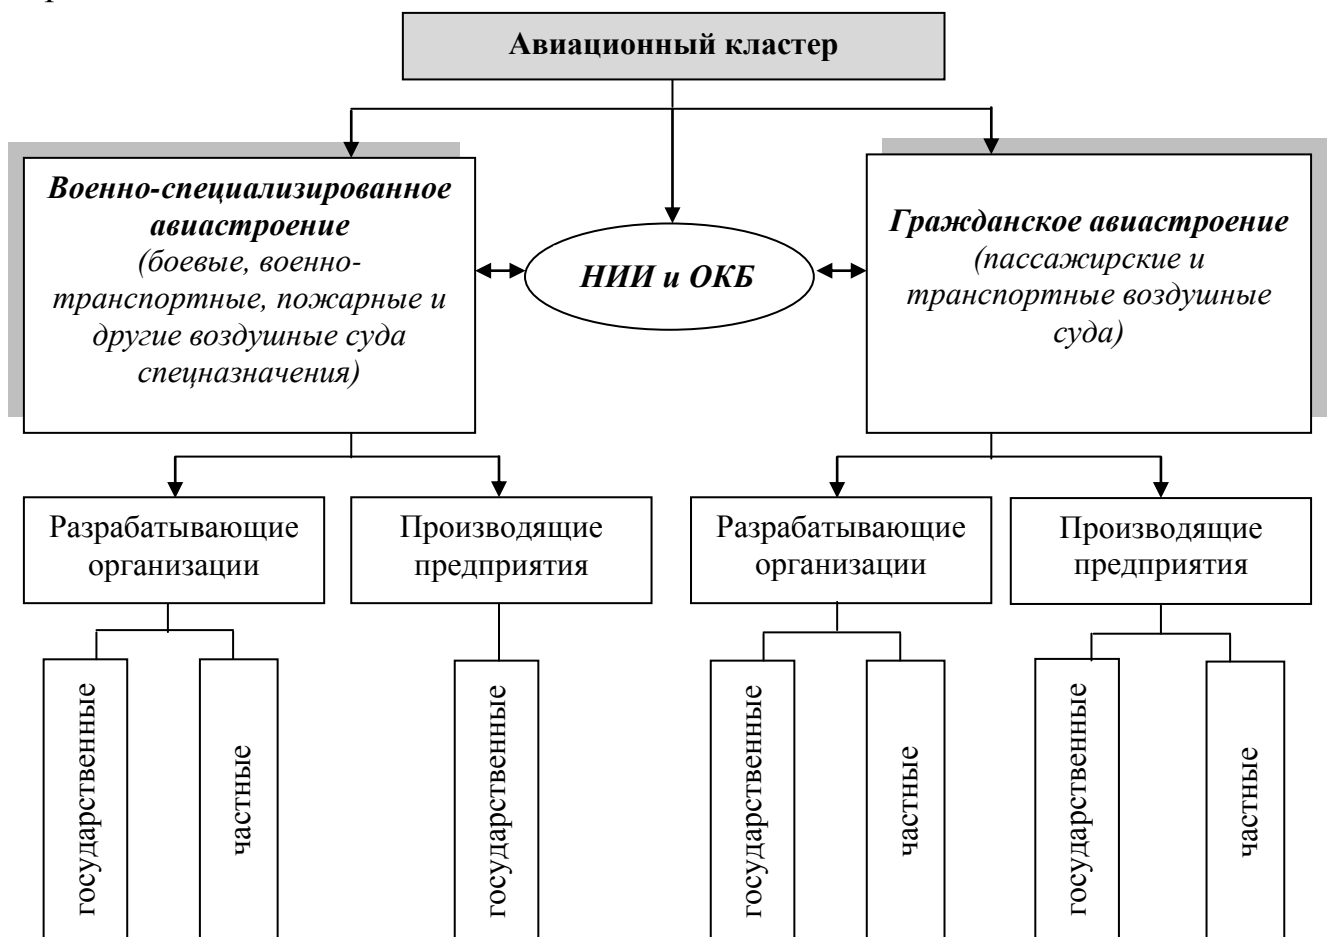 Авиационный кластер
Военно-специализированное
авиастроение
(боевые, военно-
транспортные, пожарные и
другие воздушные суда
спецназначения)
НИИ и ОКБ
Гражданское авиастроение
(пассажирские и
транспортные воздушные
суда)
Разрабатывающие
организации
Производящие
предприятия
Разрабатывающие
организации
Производящие
предприятия
государственные
частные
государственные
государственные
частные
государственные
частные